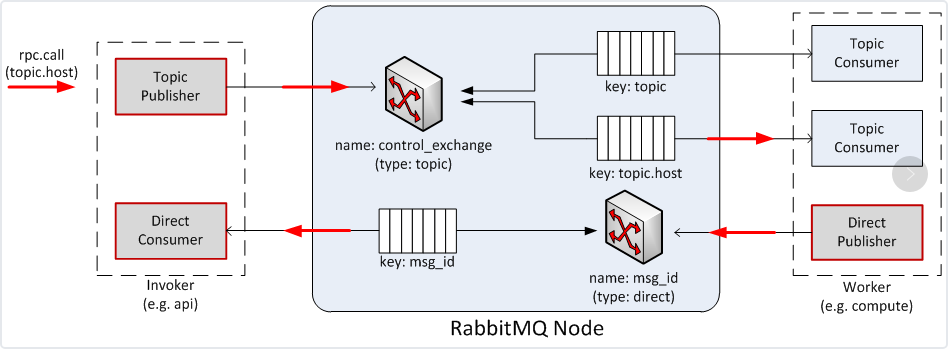 rpc.call
(topic.host)
Topic
Publisher
name: control_exchange
(type: topic)
key: topic
Topic
Consumer
key: topic.host
Topic
Consumer
Direct
Consumer
key: msg_id
name: msg_id
(type: direct)
Direct
Publisher
Invoker
(e.g. api)
Worker
(e.g. compute)
RabbitMQ Node